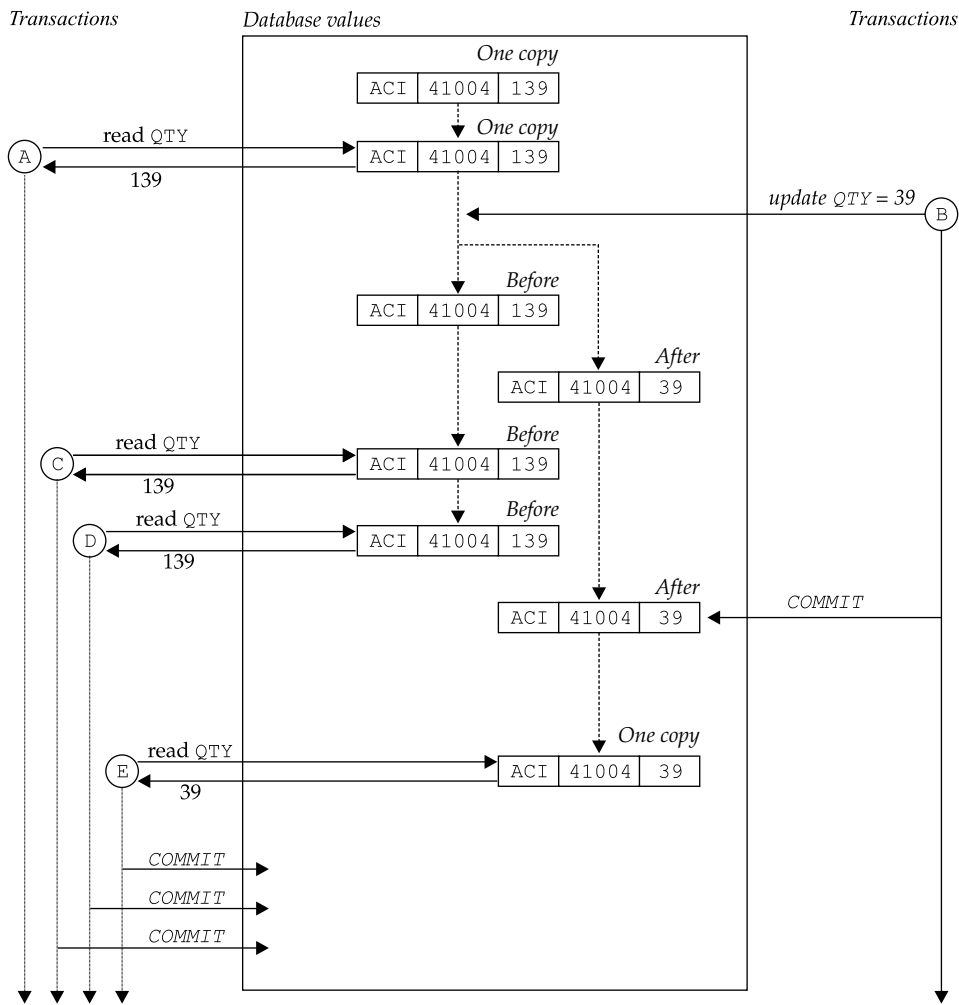 Transactions Database values Transactions
One copy
ACI 41004 139
One copy
read QTY
A ACI 41004 139
139
update QTY = 39 B
Before
ACI 41004 139
After
ACI 41004 39
Before
read QTY
C ACI 41004 139
139
Before
read QTY
D ACI 41004 139
139
After
COMMIT
ACI 41004 39
One copy
read QTY
E ACI 41004 39
39
COMMIT
COMMIT
COMMIT